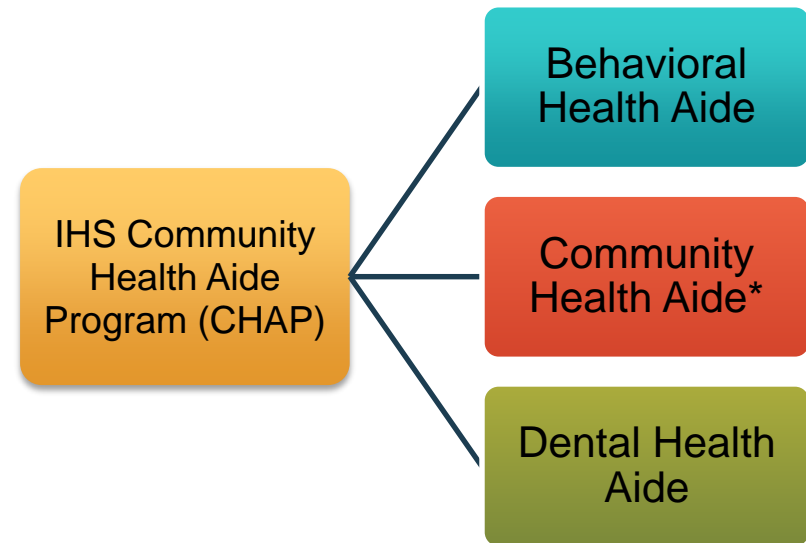 IHS Community
Health Aide
Program (CHAP)
Behavioral
Health Aide
Community
Health Aide*
Dental Health
Aide